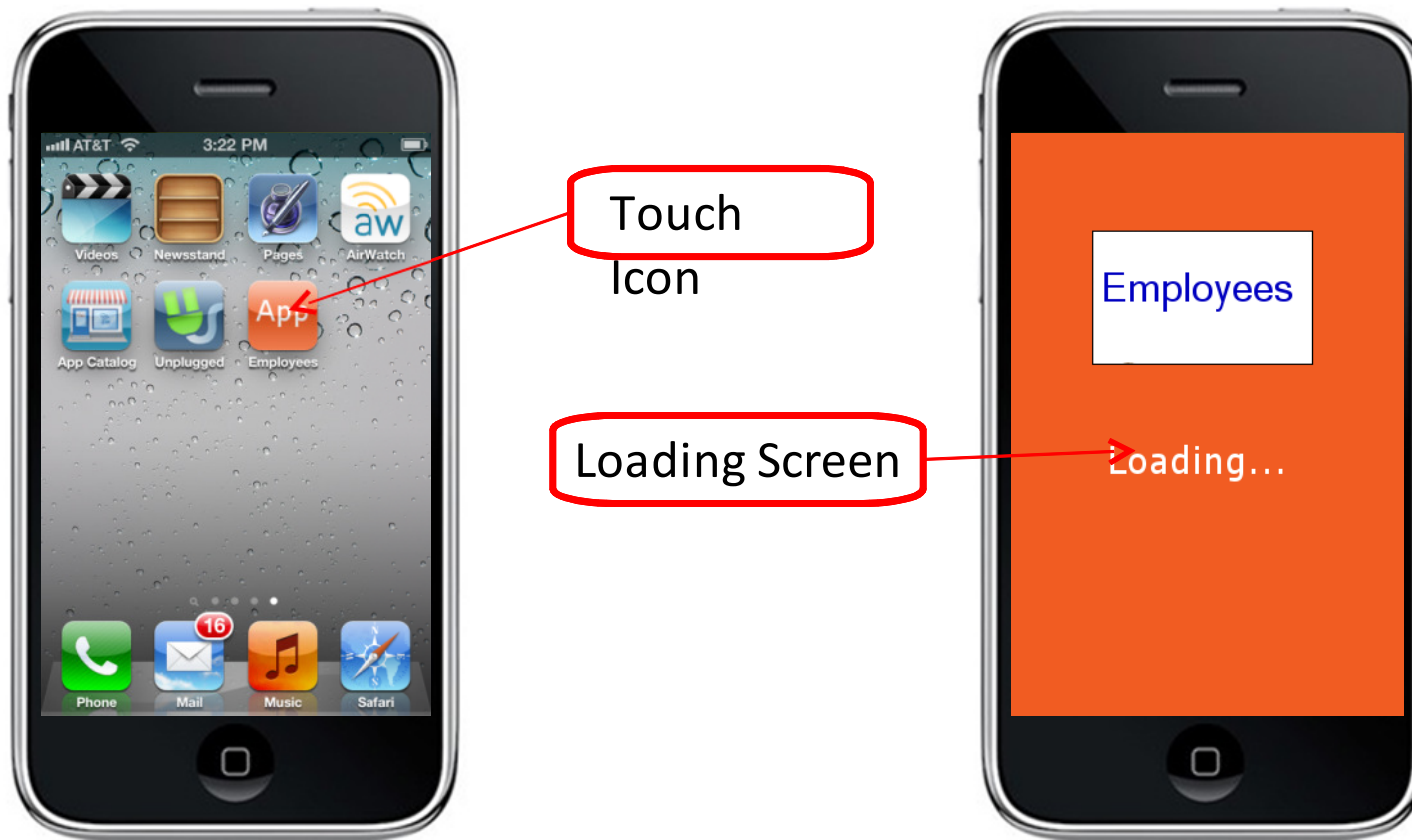 AT&T 3:22 PM
Videos Newsstand Pages AirWatch
aw
App
App Catalog Unplugged Employees
16
Phone Mail Music Safari
Touch
Icon
Loading Screen
Employees
Loading...